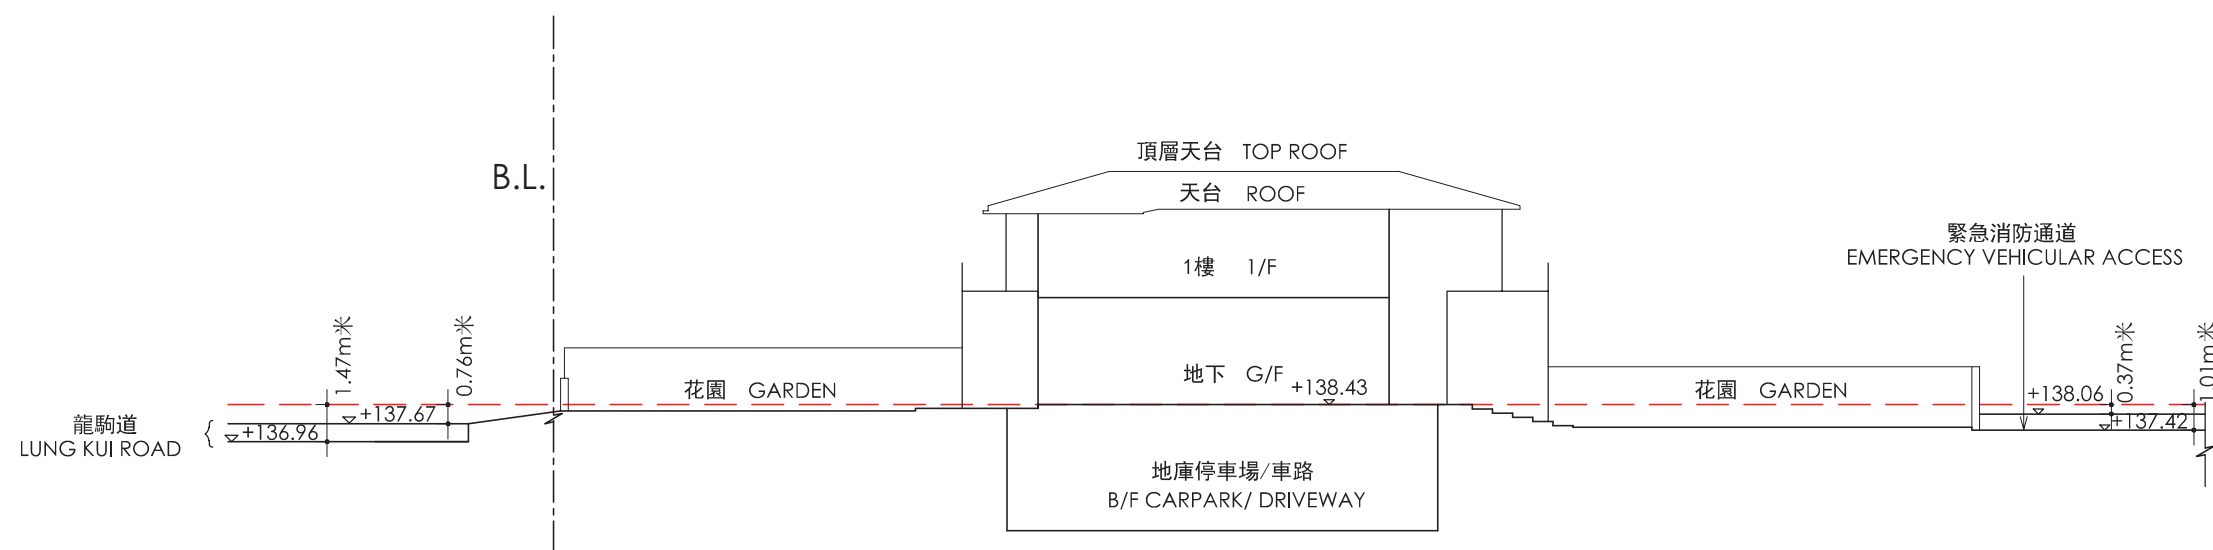 頂層天台 TOP ROOF
B.L.
天台 ROOF
緊急消防通道
EMERGENCY VEHICULAR ACCESS
1樓 1/F
1.47m米
0.76m米
0.37m米
1.01m米
地下 G/F
+138.43
花園 GARDEN
花園 GARDEN
+138.06
+137.67
+137.42
龍駒道
LUNG KUI ROAD
+136.96
地庫停車場/車路
B/F CARPARK/ DRIVEWAY